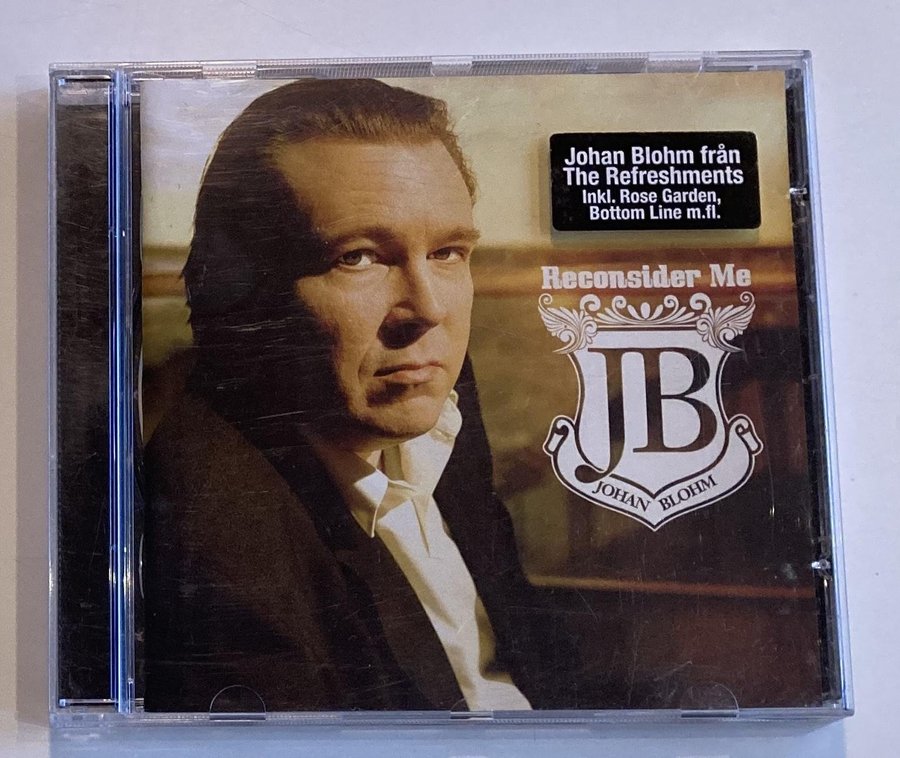 Johan Blohm från
The Refreshments
Inkl. Rose Garden,
Bottom Line m.fl.
Reconsider Me
JB
JOHAN BLOHM